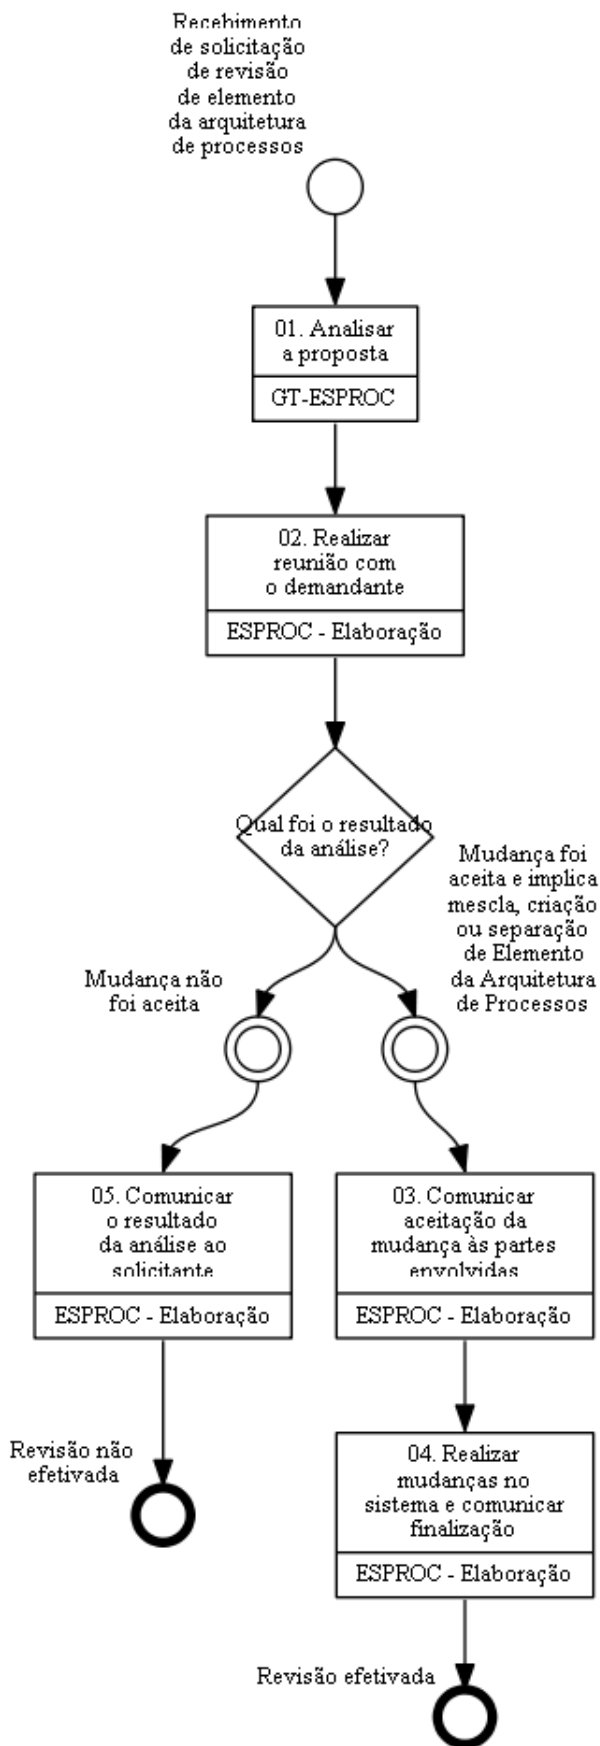 Recebimento
de solicitação
de revisão
de elemento
da arquitetura
de processos
01. Analisar
a proposta
GT-ESPROC
02. Realizar
reunião com
o demandante
ESPROC - Elaboração
Qual foi o resultado
da análise?
Mudança foi
aceita e implica
mescla, criação
ou separação
de Elemento
da Arquitetura
de Processos
Mudança não
foi aceita
05. Comunicar
o resultado
da análise ao
solicitante
ESPROC - Elaboração
03. Comunicar
aceitação da
mudança às partes
envolvidas
ESPROC - Elaboração
Revisão não
efetivada
04. Realizar
mudanças no
sistema e comunicar
finalização
ESPROC - Elaboração
Revisão efetivada